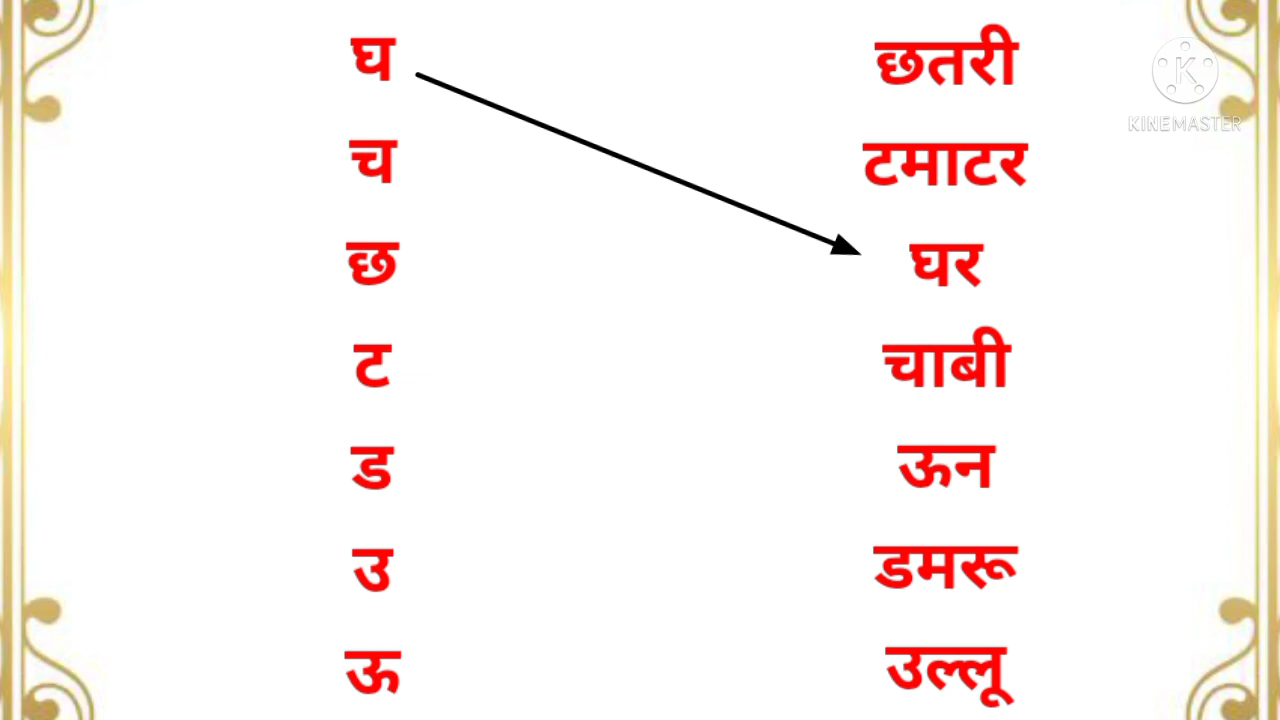 घ छतरी
KINEMASTER
च टमाटर
छ घर
ट चाबी
ड ऊन
उ डमरू
ऊ उल्लू